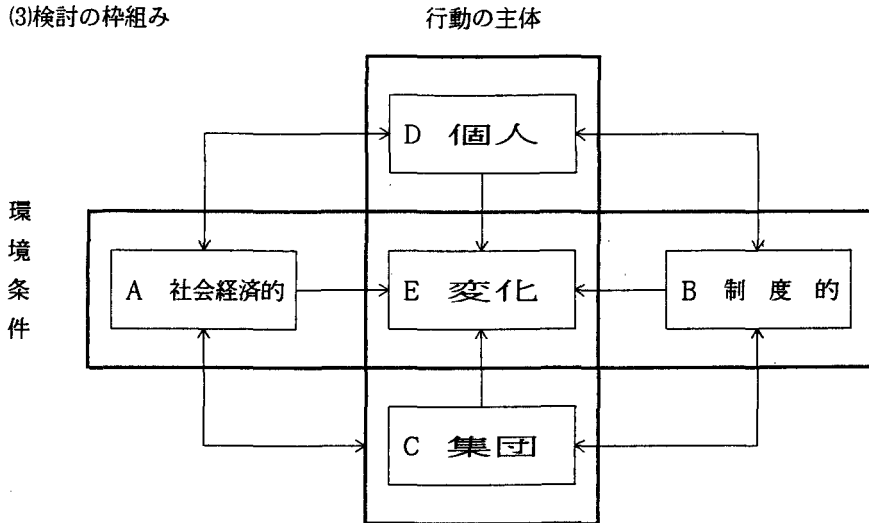 (3)検討の枠組み 行動の主体
D 個人
環境条件
A 社会経済的 E 変化 B 制度的
C 集団